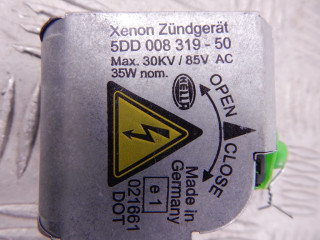 Xenon Zündgerät
5DD 008 319 - 50
Max. 30KV / 85V AC
35W nom.
HELLA
OPEN
CLOSE
Made in
Germany
e1
021661
DOT